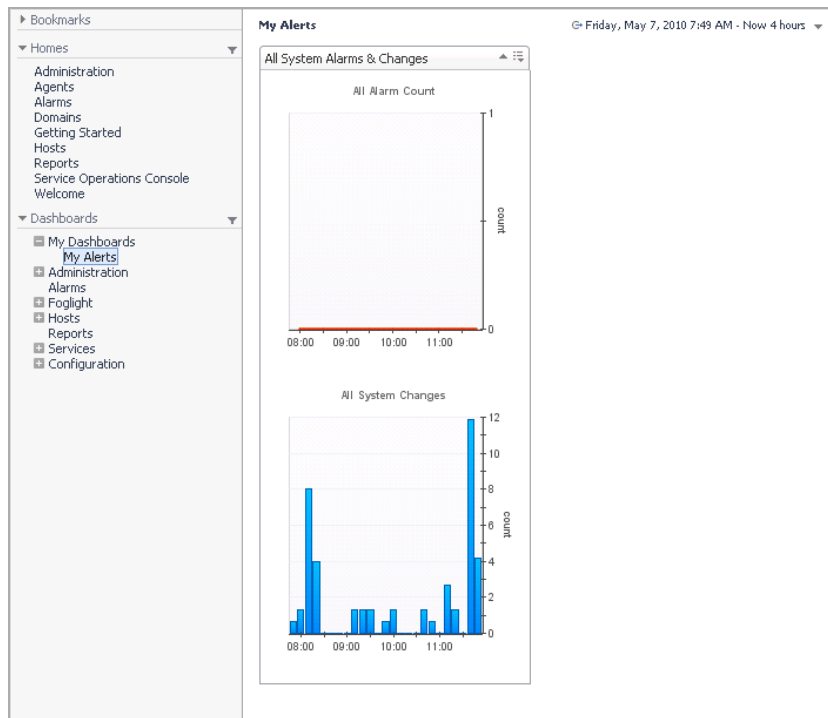 Bookmarks
Homes
Administration
Agents
Alarms
Domains
Getting Started
Hosts
Reports
Service Operations Console
Welcome
Dashboards
My Dashboards
My Alerts
Administration
Alarms
Foglight
Hosts
Reports
Services
Configuration
My Alerts
Friday, May 7, 2010 7:49 AM - Now 4 hours
All System Alarms & Changes
All Alarm Count
1
count
0
08:00 09:00 10:00 11:00
All System Changes
12
10
8
6
count
4
2
0
08:00 09:00 10:00 11:00